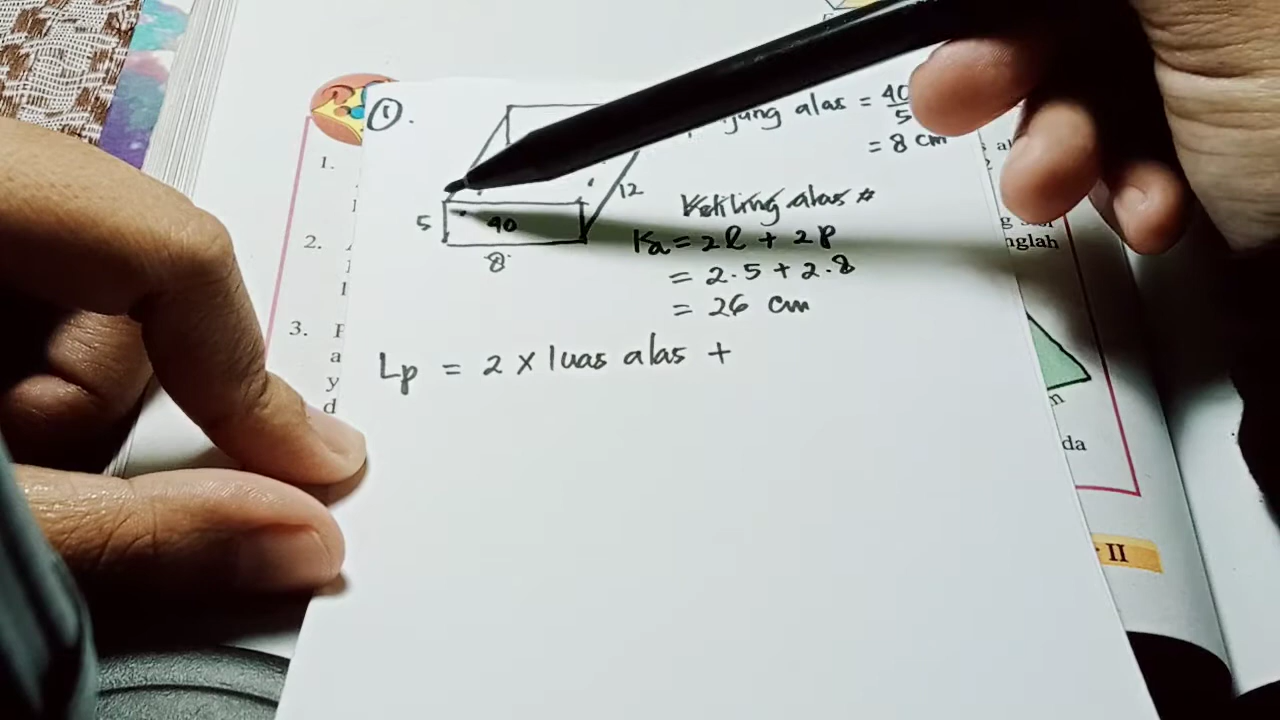 ①.
jung alas = 40/5
= 8 cm
12
5
40
8
Keliling alas
Ka = 2l + 2p
= 2.5 + 2.8
= 26 cm
Lp = 2 x luas alas +
1.
2.
3.
a
y
d
nglah
da
II